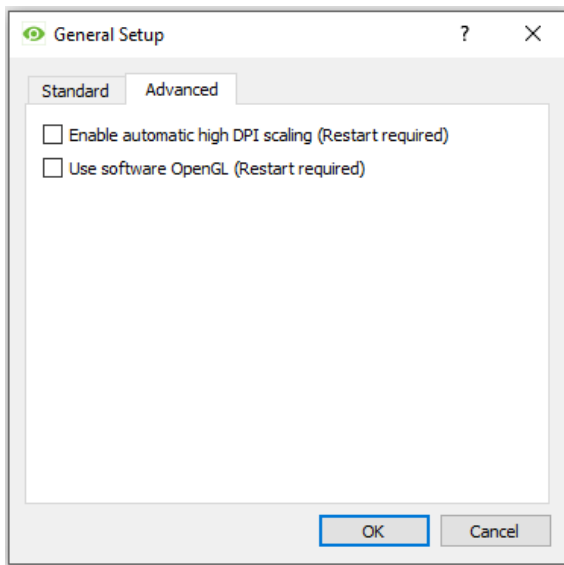 General Setup ?
Standard Advanced
Enable automatic high DPI scaling (Restart required)
Use software OpenGL (Restart required)
OK Cancel